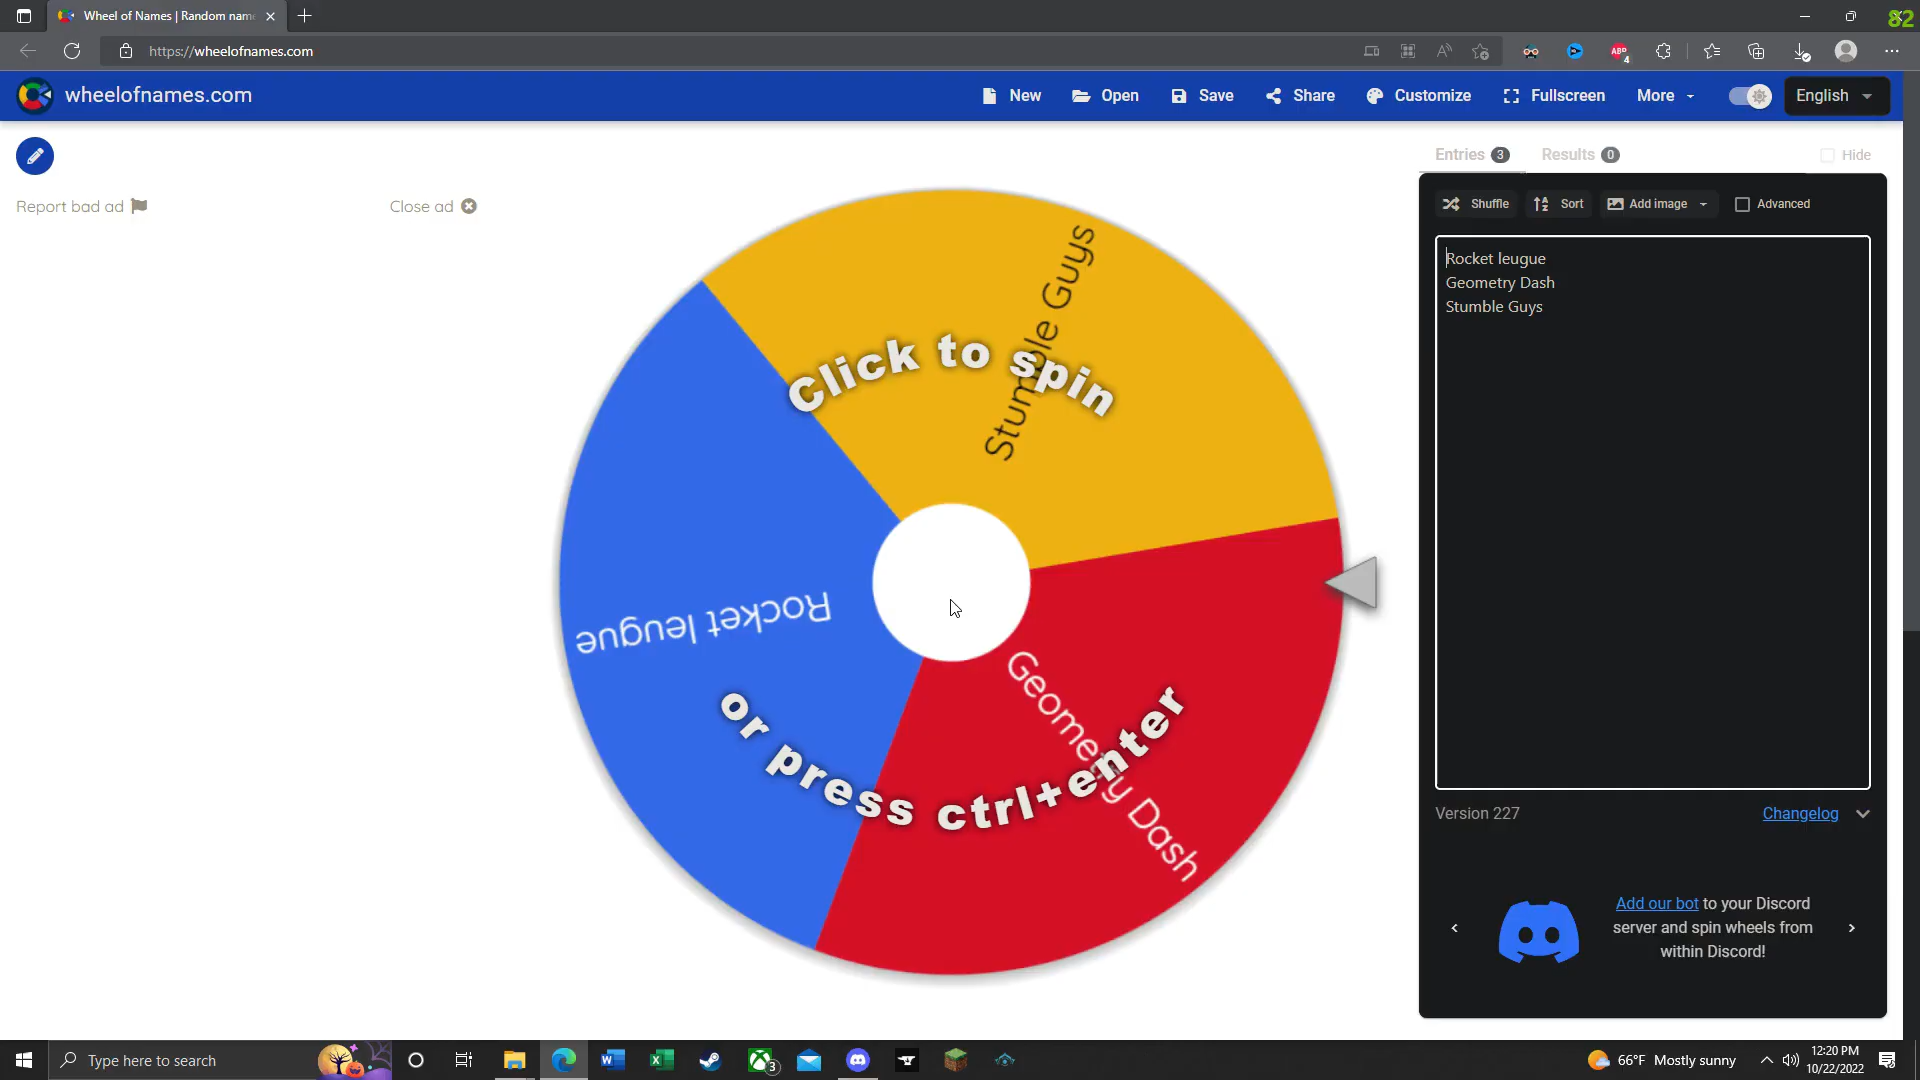 Wheel of Names | Random name
82
https://wheelofnames.com
ABP
4
wheelofnames.com
New
Open
Save
Share
Customize
Fullscreen
More
English
Entries 3
Results 0
Hide
Report bad ad
Close ad
Shuffle
Sort
Add image
Advanced
Rocket leugue
Geometry Dash
Stumble Guys
Click to spin
Stumble Guys
Rocket leugue
Geometry Dash
or press ctrl+enter
Version 227
Changelog
Add our bot to your Discord
server and spin wheels from
within Discord!
Type here to search
3
66°F Mostly sunny
12:20 PM
10/22/2022